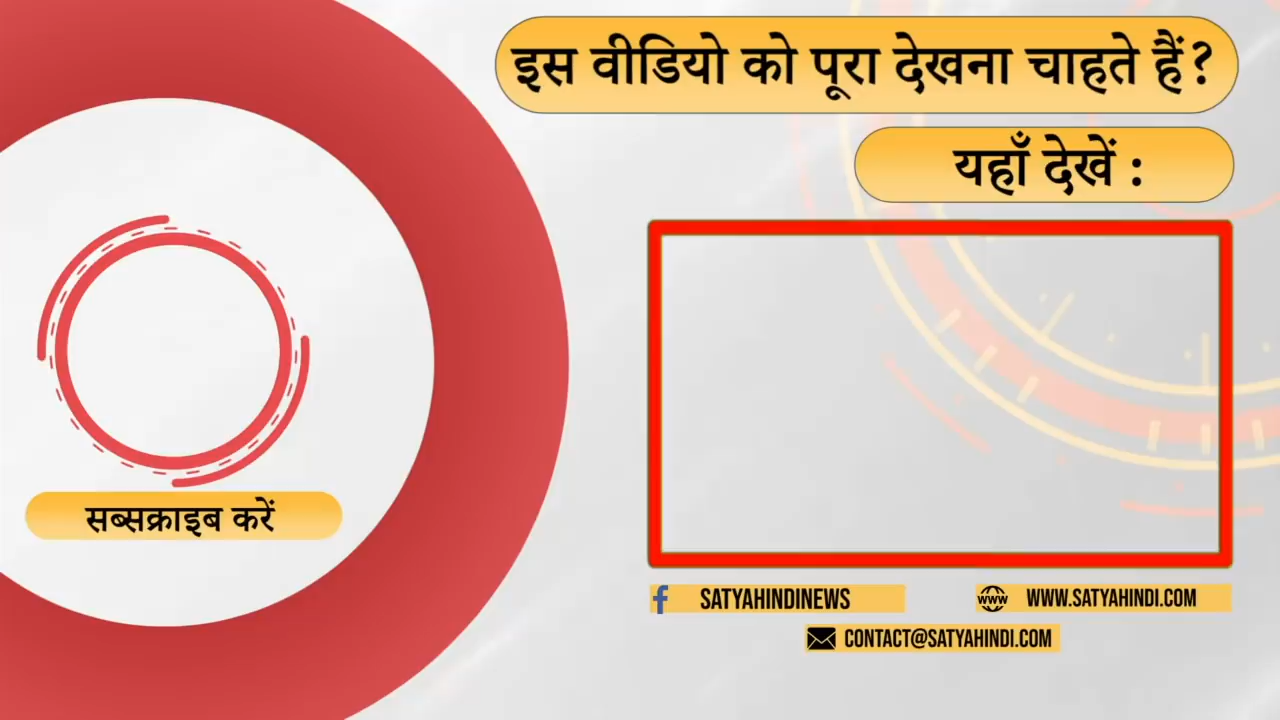 इस वीडियो को पूरा देखना चाहते हैं?
यहाँ देखें :
सब्सक्राइब करें
SATYAHINDINEWS
WWW.SATYAHINDI.COM
CONTACT@SATYAHINDI.COM